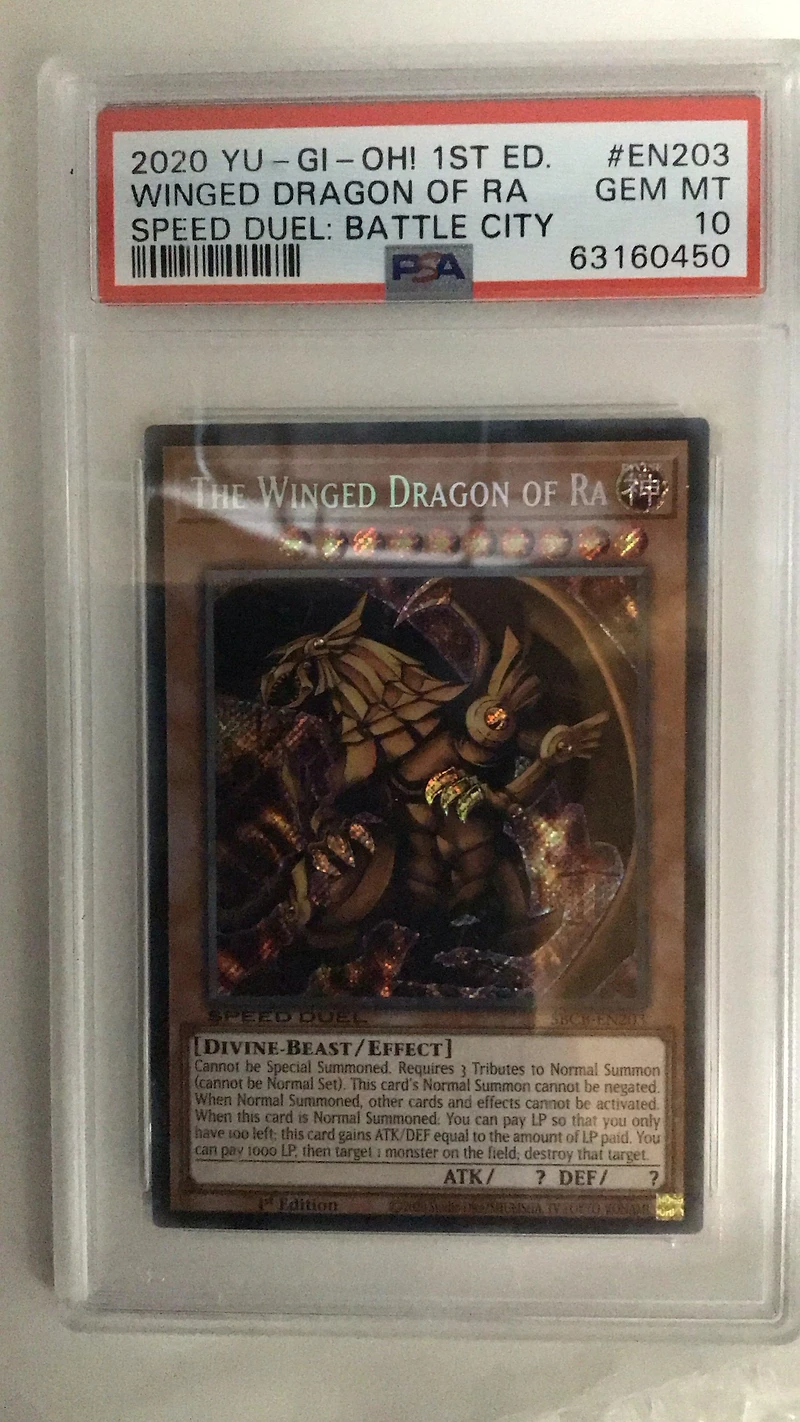 2020 YU-GI-OH! 1ST ED. #EN203
WINGED DRAGON OF RA GEM MT
SPEED DUEL: BATTLE CITY 10
PSA 63160450
THE WINGED DRAGON OF RA 神
SPEED DUEL SBCB-EN203
[DIVINE-BEAST/EFFECT]
Cannot be Special Summoned. Requires 3 Tributes to Normal Summon
(cannot be Normal Set). This card's Normal Summon cannot be negated.
When Normal Summoned, other cards and effects cannot be activated.
When this card is Normal Summoned: You can pay LP so that you only
have 100 left; this card gains ATK/DEF equal to the amount of LP paid. You
can pay 1000 LP, then target 1 monster on the field; destroy that target.
ATK/ ? DEF/ ?
1st Edition